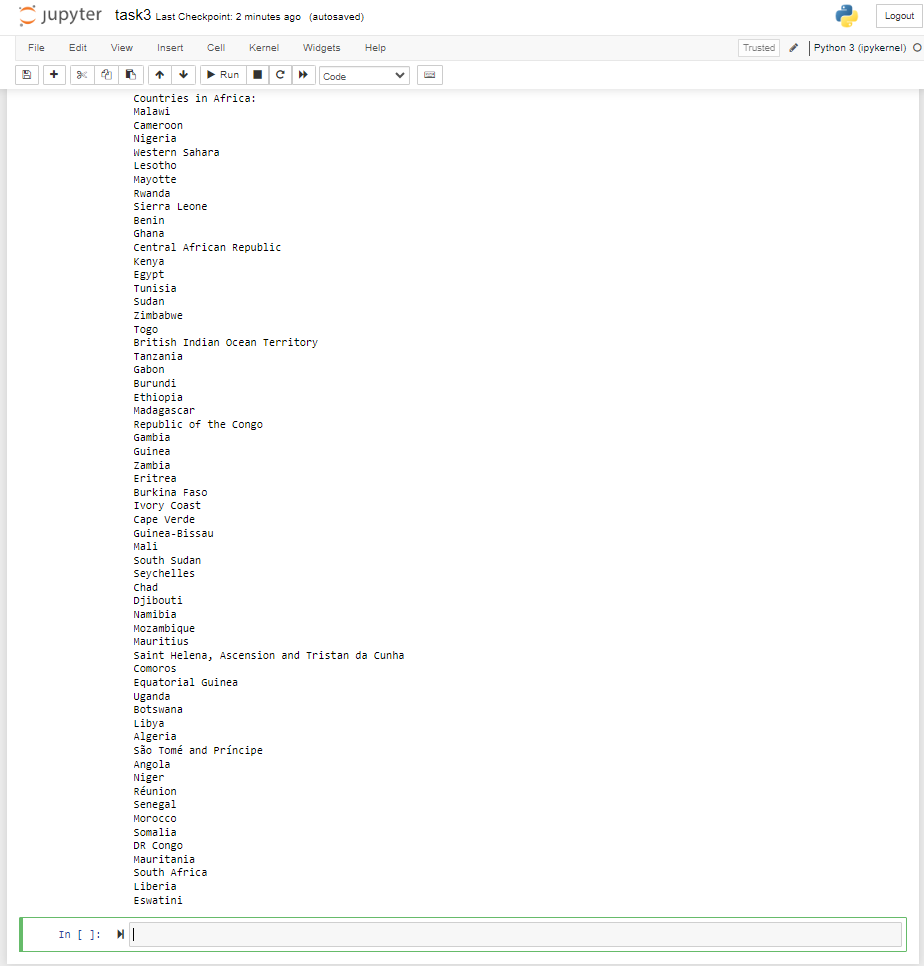 jupyter task3 Last Checkpoint: 2 minutes ago (autosaved) Logout
File Edit View Insert Cell Kernel Widgets Help Trusted Python 3 (ipykernel)
Run Code
Countries in Africa:
Malawi
Cameroon
Nigeria
Western Sahara
Lesotho
Mayotte
Rwanda
Sierra Leone
Benin
Ghana
Central African Republic
Kenya
Egypt
Tunisia
Sudan
Zimbabwe
Togo
British Indian Ocean Territory
Tanzania
Gabon
Burundi
Ethiopia
Madagascar
Republic of the Congo
Gambia
Guinea
Zambia
Eritrea
Burkina Faso
Ivory Coast
Cape Verde
Guinea-Bissau
Mali
South Sudan
Seychelles
Chad
Djibouti
Namibia
Mozambique
Mauritius
Saint Helena, Ascension and Tristan da Cunha
Comoros
Equatorial Guinea
Uganda
Botswana
Libya
Algeria
São Tomé and Príncipe
Angola
Niger
Réunion
Senegal
Morocco
Somalia
DR Congo
Mauritania
South Africa
Liberia
Eswatini
In [ ]: